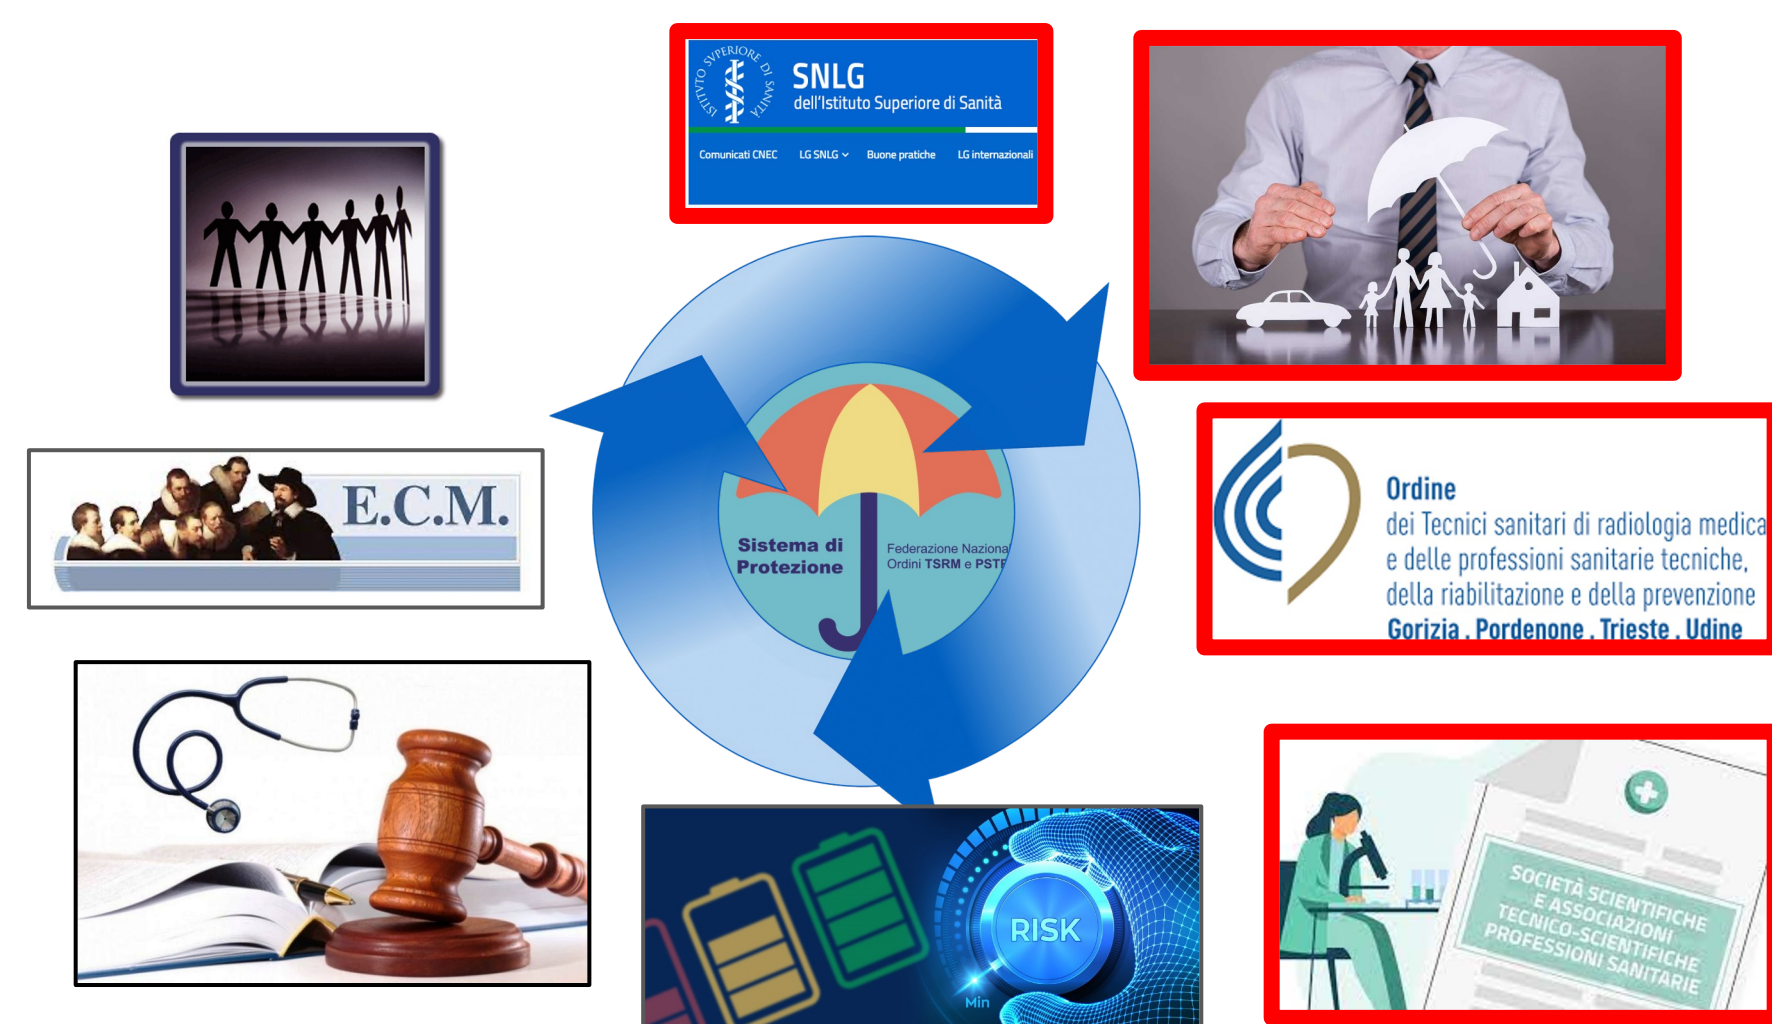 ISTITUTO SUPERIORE DI SANITÀ
SNLG
dell'Istituto Superiore di Sanità
Comunicati CNEC LG SNLG Buone pratiche LG internazionali
E.C.M.
Sistema di
Protezione
Federazione Naziona
Ordini TSRM e PSTR
Ordine
dei Tecnici sanitari di radiologia medica
e delle professioni sanitarie tecniche,
della riabilitazione e della prevenzione
Gorizia . Pordenone . Trieste . Udine
RISK
Min
SOCIETÀ SCIENTIFICHE
E ASSOCIAZIONI
TECNICO-SCIENTIFICHE
PROFESSIONI SANITARIE